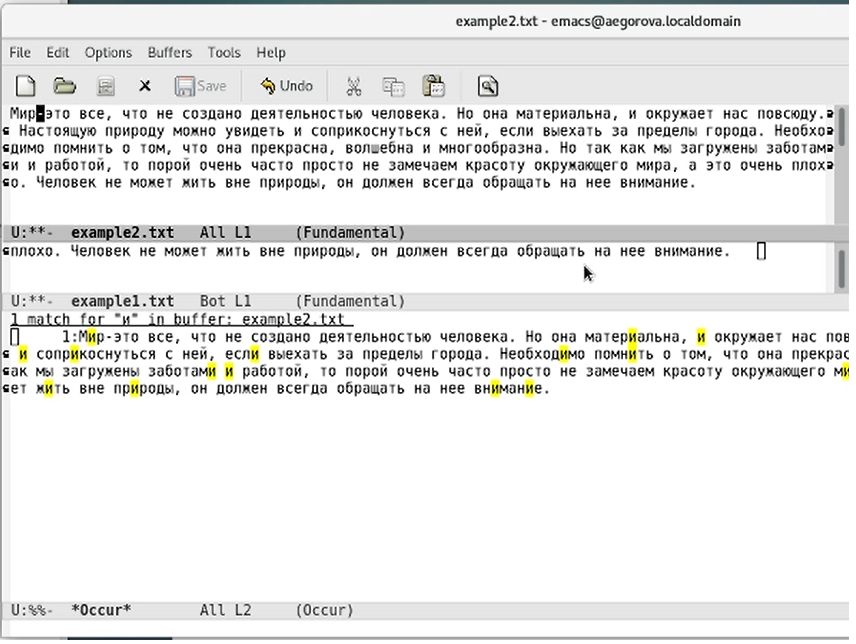 example2.txt - emacs@aegorova.localdomain
File Edit Options Buffers Tools Help
Save Undo
Мир-это все, что не создано деятельностью человека. Но она материальна, и окружает нас повсюду.
Настоящую природу можно увидеть и соприкоснуться с ней, если выехать за пределы города. Необхо
димо помнить о том, что она прекрасна, волшебна и многообразна. Но так как мы загружены заботам
и и работой, то порой очень часто просто не замечаем красоту окружающего мира, а это очень плох
о. Человек не может жить вне природы, он должен всегда обращать на нее внимание.
U:**- example2.txt All L1 (Fundamental)
плохо. Человек не может жить вне природы, он должен всегда обращать на нее внимание.
U:**- example1.txt Bot L1 (Fundamental)
1 match for "и" in buffer: example2.txt
1:Мир-это все, что не создано деятельностью человека. Но она материальна, и окружает нас пов
и соприкоснуться с ней, если выехать за пределы города. Необходимо помнить о том, что она прекрас
ак мы загружены заботами и работой, то порой очень часто просто не замечаем красоту окружающего ми
ет жить вне природы, он должен всегда обращать на нее внимание.
U:%%- *Occur* All L2 (Occur)